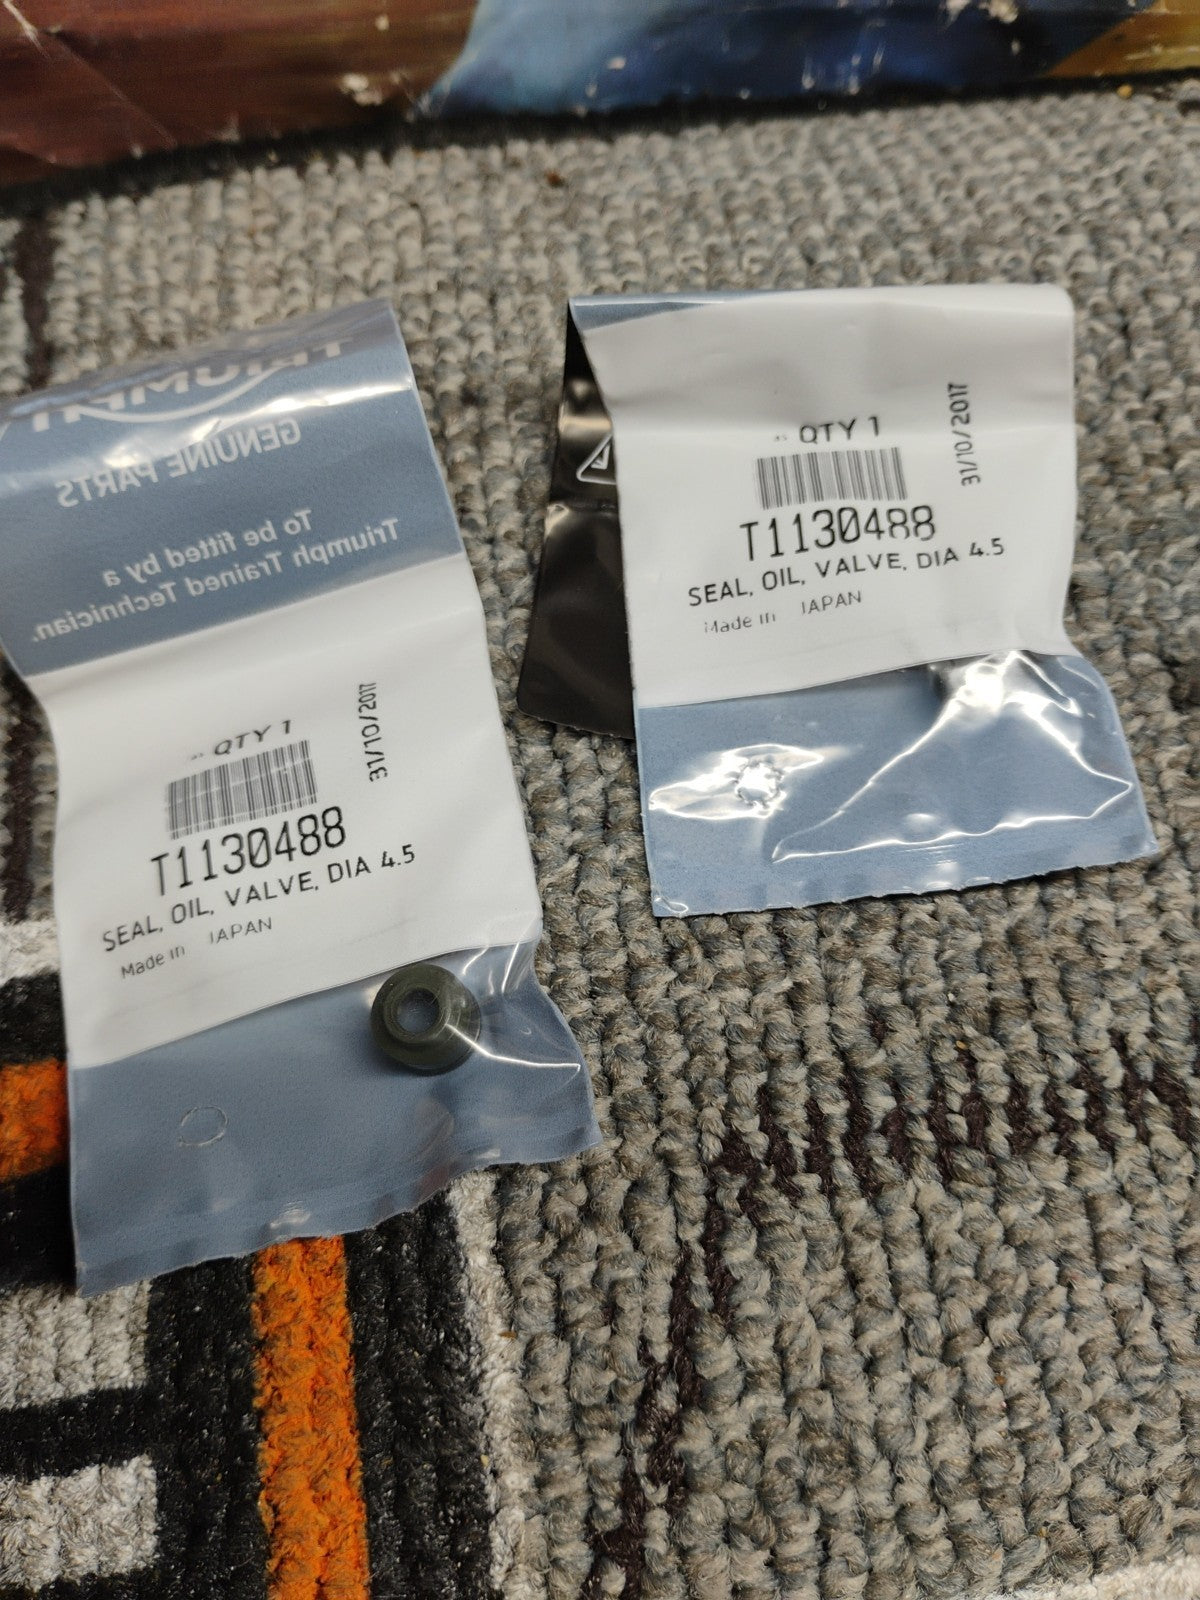 TRIUMPH
GENUINE PARTS
To be fitted by a
Triumph Trained Technician.
QTY 1
31/10/2017
T1130488
SEAL, OIL, VALVE, DIA 4.5
Made in JAPAN
QTY 1
31/10/2017
T1130488
SEAL, OIL, VALVE, DIA 4.5
Made in JAPAN